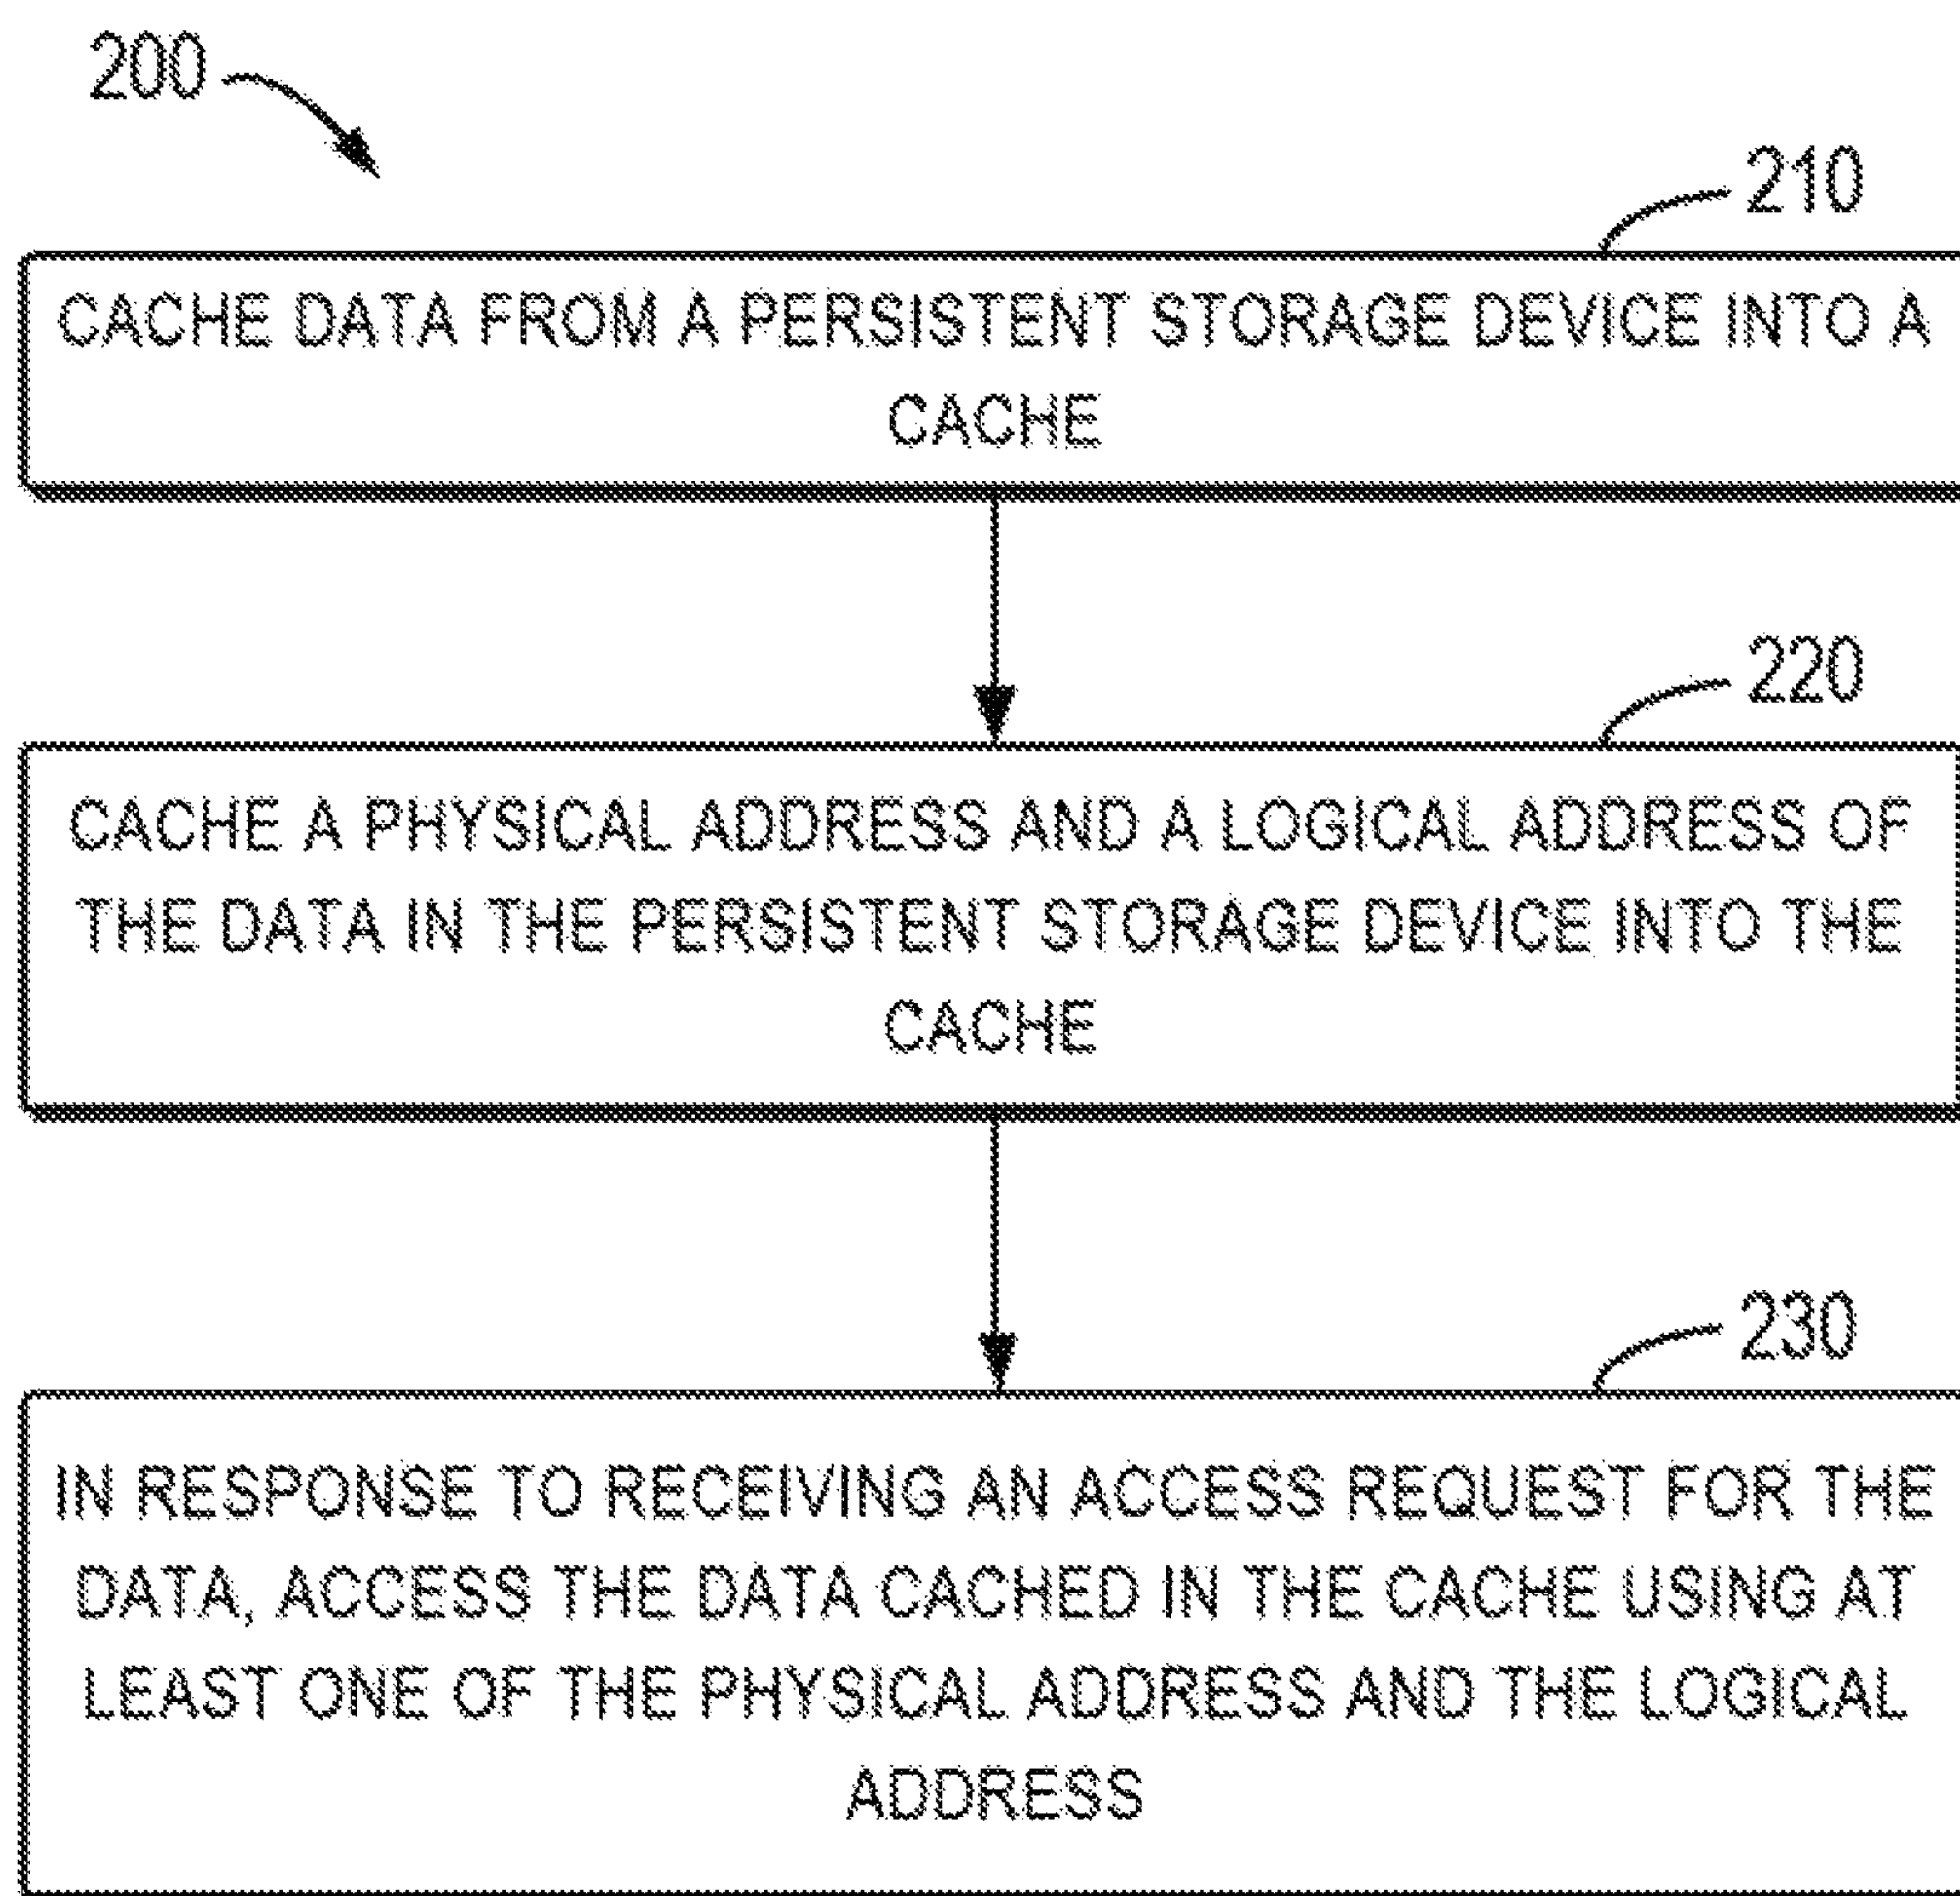 200
210
CACHE DATA FROM A PERSISTENT STORAGE DEVICE INTO A
CACHE
220
CACHE A PHYSICAL ADDRESS AND A LOGICAL ADDRESS OF
THE DATA IN THE PERSISTENT STORAGE DEVICE INTO THE
CACHE
230
IN RESPONSE TO RECEIVING AN ACCESS REQUEST FOR THE
DATA, ACCESS THE DATA CACHED IN THE CACHE USING AT
LEAST ONE OF THE PHYSICAL ADDRESS AND THE LOGICAL
ADDRESS